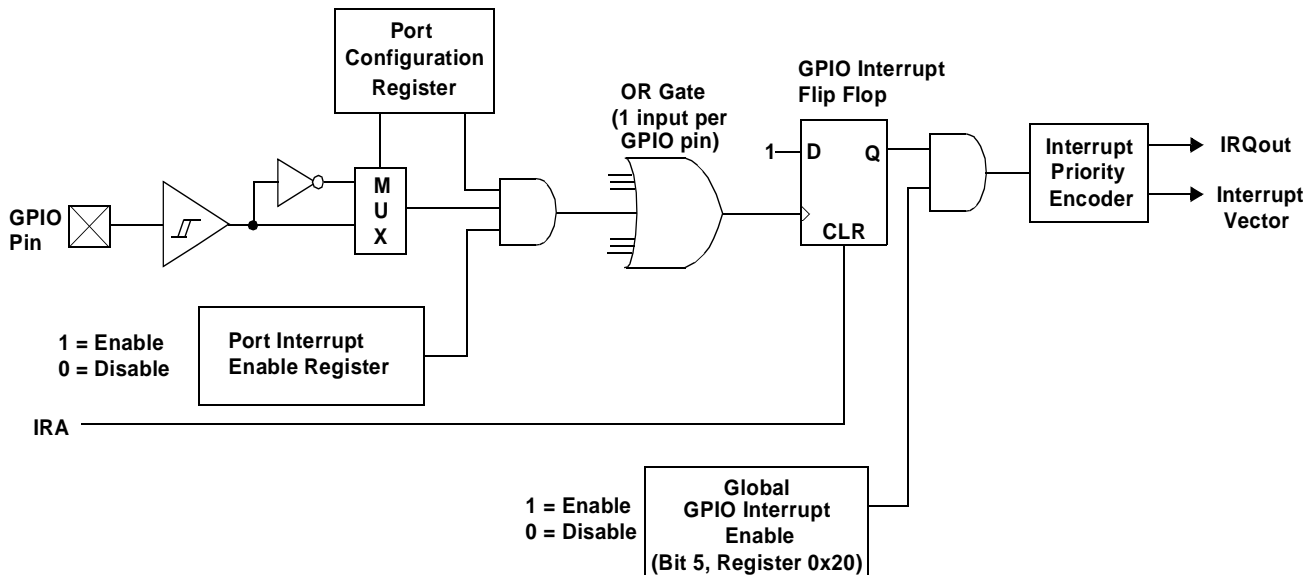 Port
Configuration
Register
GPIO
Pin
M
U
X
OR Gate
(1 input per
GPIO pin)
GPIO Interrupt
Flip Flop
1
D
Q
CLR
Interrupt
Priority
Encoder
IRQout
Interrupt
Vector
1 = Enable
0 = Disable
Port Interrupt
Enable Register
IRA
1 = Enable
0 = Disable
Global
GPIO Interrupt
Enable
(Bit 5, Register 0x20)